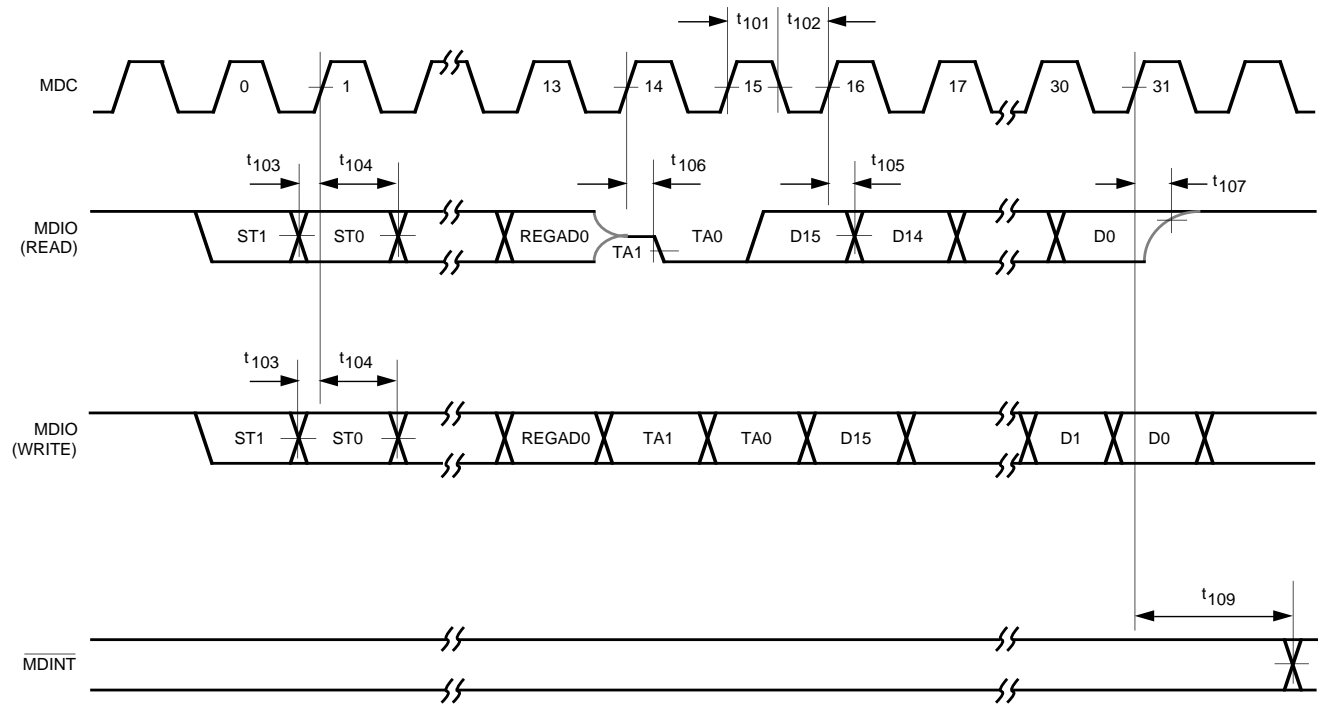 t101 t102
MDC 0 1 13 14 15 16 17 30 31
t103 t104 t106 t105 t107
MDIO
(READ)
ST1 ST0 REGAD0 TA1 TA0 D15 D14 D0
t103 t104
MDIO
(WRITE)
ST1 ST0 REGAD0 TA1 TA0 D15 D1 D0
t109
MDINT